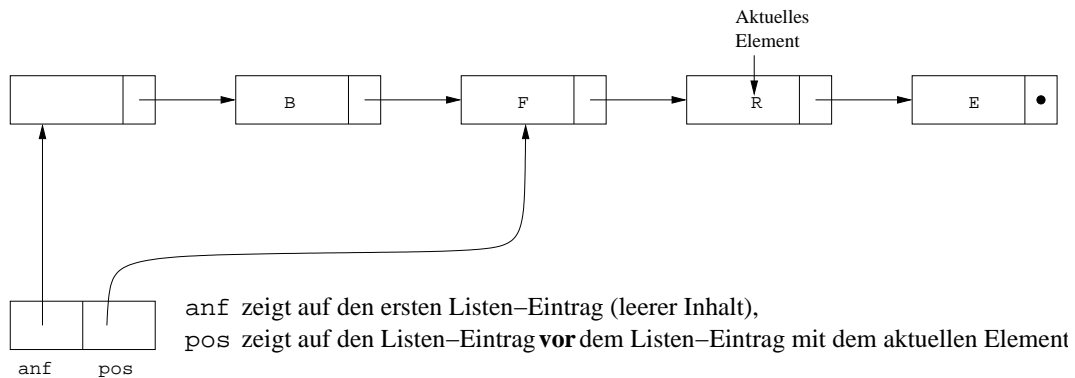 Aktuelles
Element
B
F
R
E
anf zeigt auf den ersten Listen−Eintrag (leerer Inhalt),
pos zeigt auf den Listen−Eintrag vor dem Listen−Eintrag mit dem aktuellen Element
anf
pos